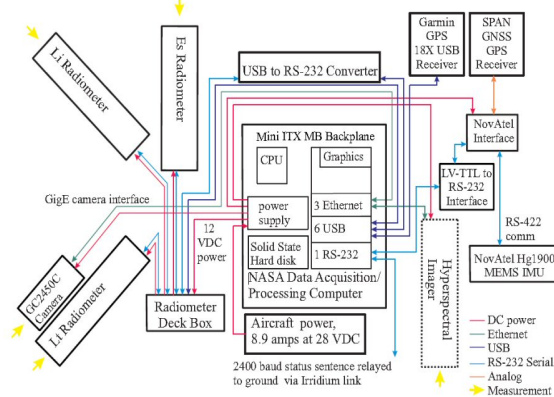 Li Radiometer
Es Radiometer
USB to RS-232 Converter
Garmin
GPS
18X USB
Receiver
SPAN
GNSS
GPS
Receiver
Mini ITX MB Backplane
CPU
Graphics
NovAtel
Interface
LV-TTL to
RS-232
Interface
GigE camera interface
power
supply
3 Ethernet
6 USB
1 RS-232
12
VDC
power
Solid State
Hard disk
NASA Data Acquisition/
Processing Computer
Hyperspectral
Imager
RS-422
comm
NovAtel Hg1900
MEMS IMU
GC2450C
Camera
Lt Radiometer
Radiometer
Deck Box
Aircraft power,
8.9 amps at 28 VDC
2400 baud status sentence relayed
to ground via Irridium link
DC power
Ethernet
USB
RS-232 Serial
Analog
Measurement